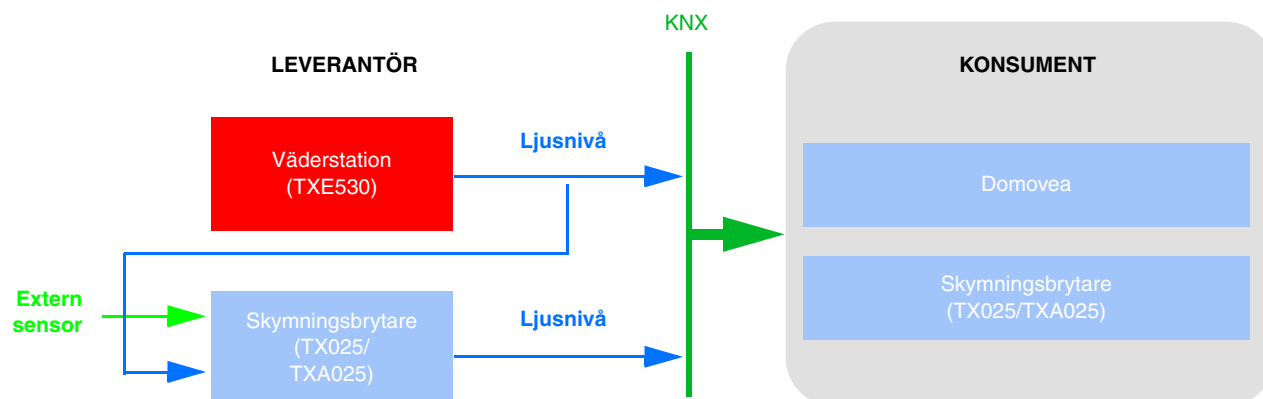 KNX
LEVERANTÖR
KONSUMENT
Ljusnivå
Väderstation
(TXE530)
Domovea
Extern
sensor
Skymningsbrytare
(TX025/
TXA025)
Ljusnivå
Skymningsbrytare
(TX025/TXA025)